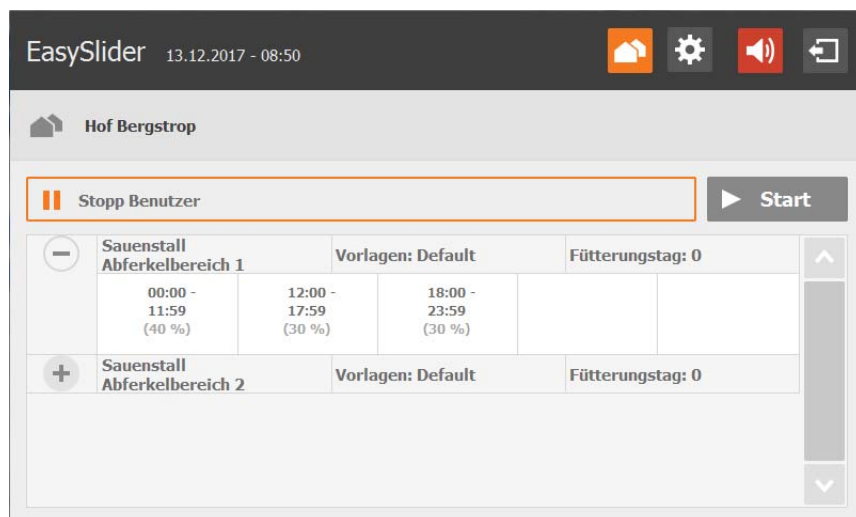 EasySlider 13.12.2017 - 08:50
Hof Bergstrop
Stopp Benutzer
Start
Sauenstall
Abferkelbereich 1
Vorlagen: Default
Fütterungstag: 0
00:00 -
11:59
(40 %)
12:00 -
17:59
(30 %)
18:00 -
23:59
(30 %)
Sauenstall
Abferkelbereich 2
Vorlagen: Default
Fütterungstag: 0